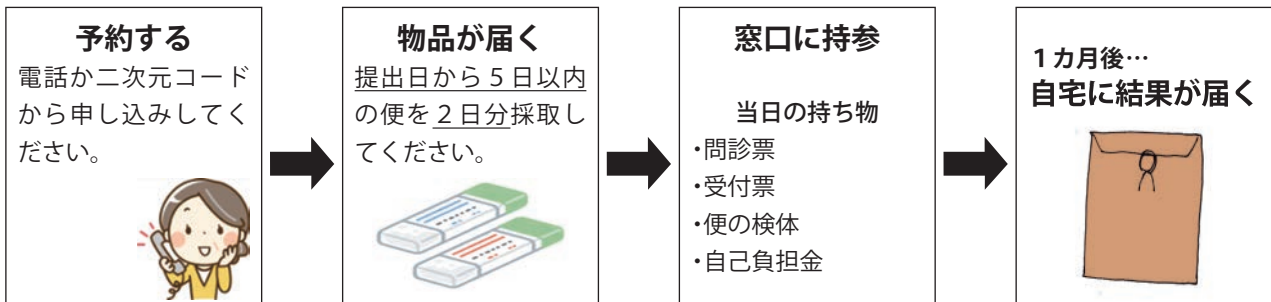 予約する
電話か二次元コード
から申し込みしてく
ださい。
物品が届く
提出日から５日以内
の便を２日分採取し
てください。
窓口に持参
当日の持ち物
・問診票
・受付票
・便の検体
・自己負担金
１カ月後…
自宅に結果が届く